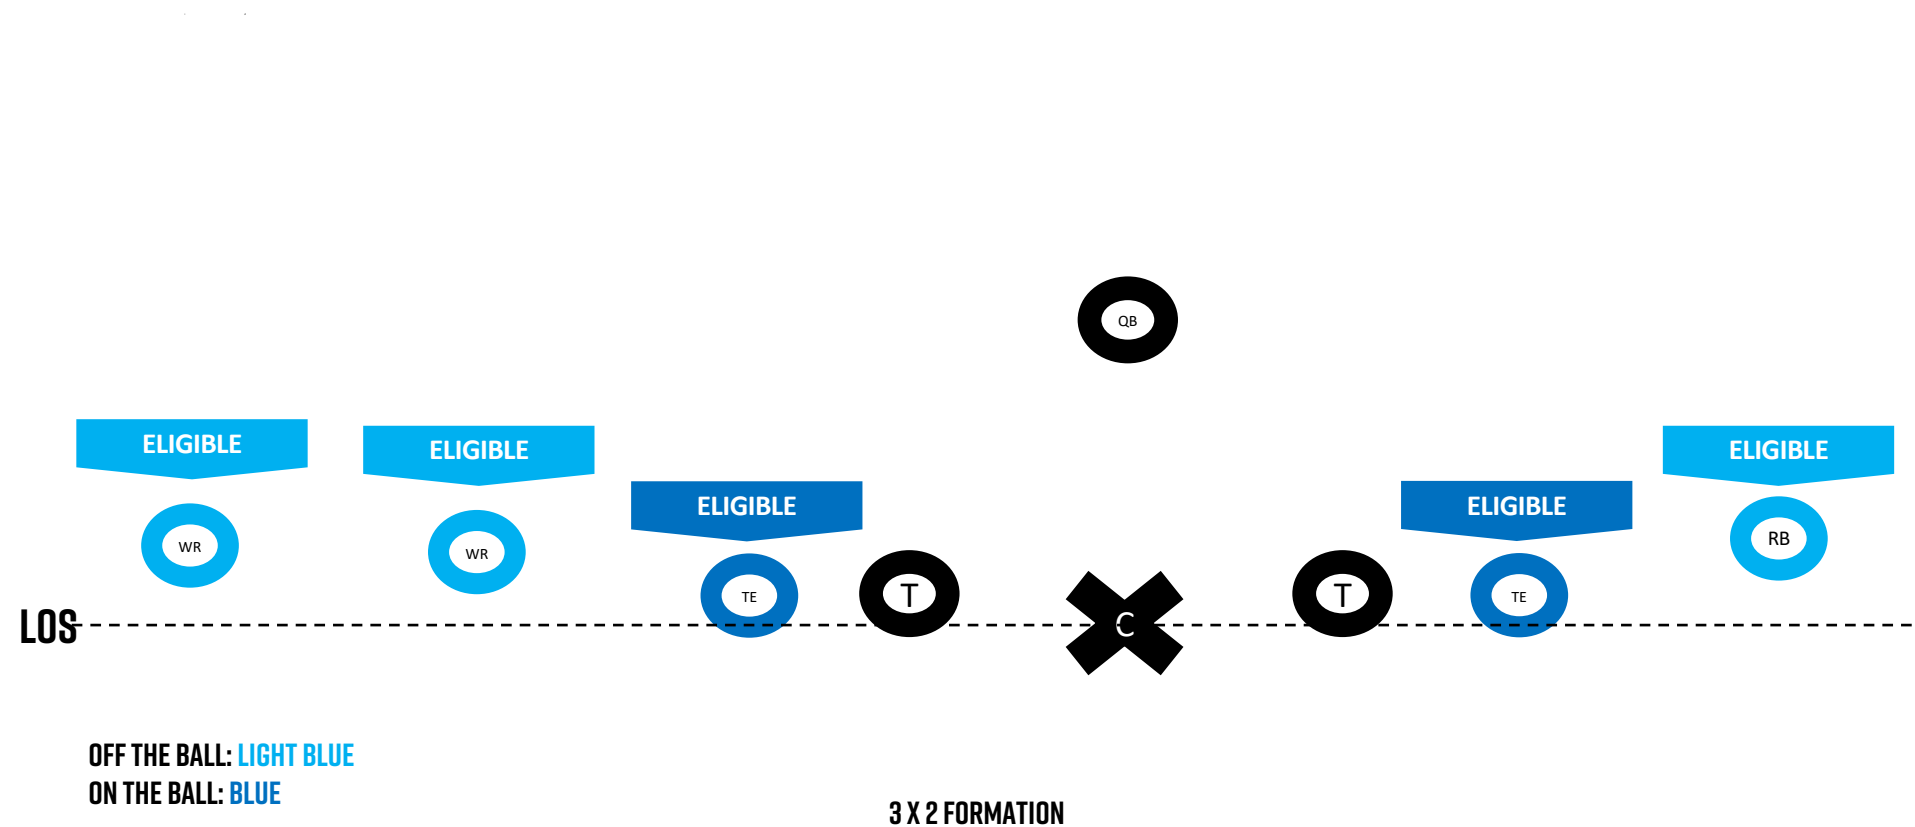 QB
ELIGIBLE
ELIGIBLE
ELIGIBLE
ELIGIBLE
ELIGIBLE
WR
WR
TE
T
C
T
TE
RB
LOS
OFF THE BALL: LIGHT BLUE
ON THE BALL: BLUE
3 X 2 FORMATION